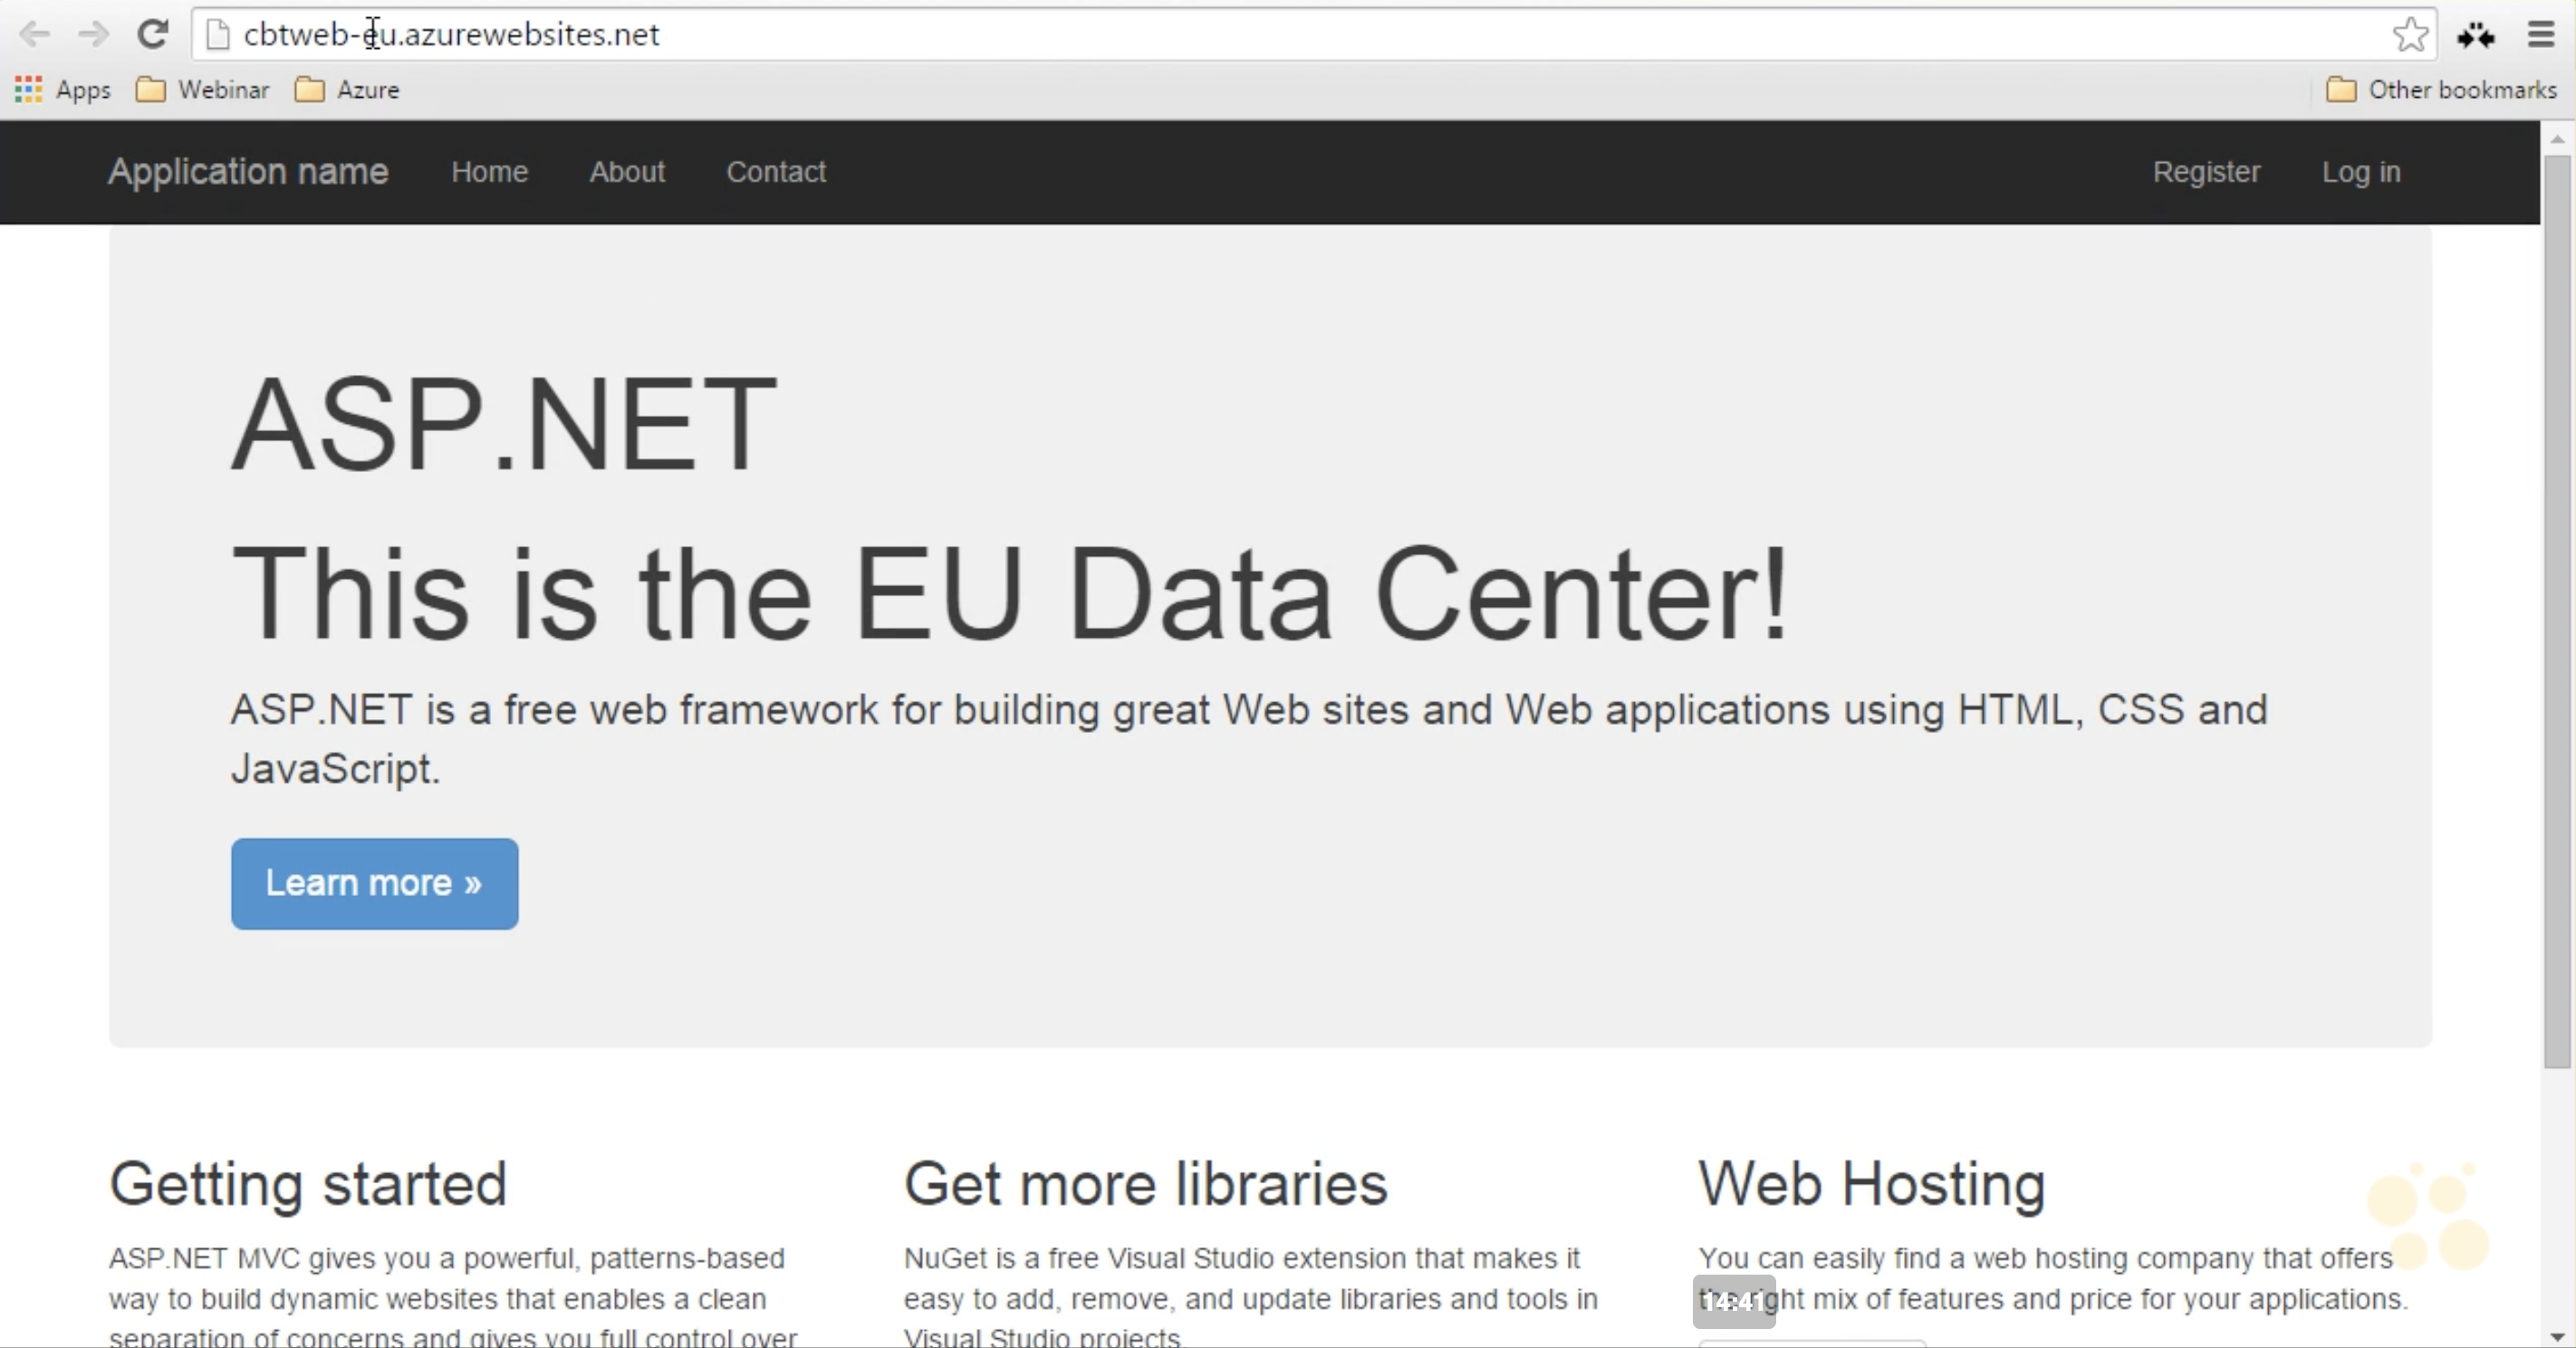 cbtweb-eu.azurewebsites.net
Apps Webinar Azure Other bookmarks
Application name Home About Contact Register Log in
ASP.NET
This is the EU Data Center!
ASP.NET is a free web framework for building great Web sites and Web applications using HTML, CSS and
JavaScript.
Learn more »
Getting started
ASP.NET MVC gives you a powerful, patterns-based
way to build dynamic websites that enables a clean
separation of concerns and gives you full control over
Get more libraries
NuGet is a free Visual Studio extension that makes it
easy to add, remove, and update libraries and tools in
Visual Studio projects
Web Hosting
You can easily find a web hosting company that offers
the right mix of features and price for your applications.
14:41